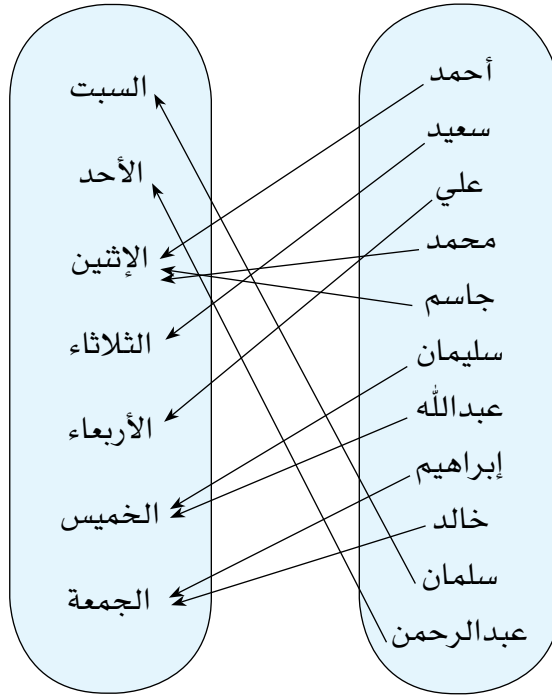 أحمد
سعيد
علي
محمد
جاسم
سليمان
عبدالله
إبراهيم
خالد
سلمان
عبدالرحمن
السبت
الأحد
الإثنين
الثلاثاء
الأربعاء
الخميس
الجمعة